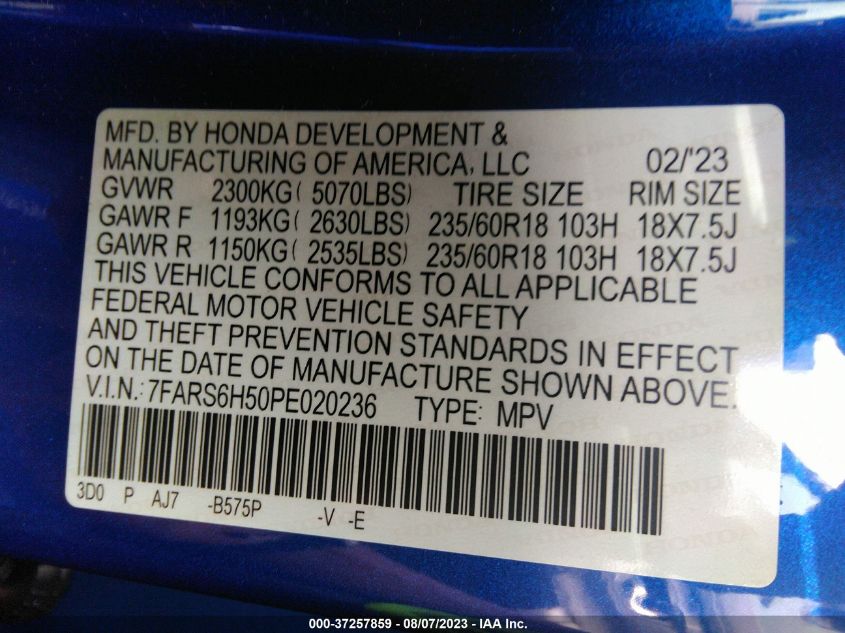 MFD. BY HONDA DEVELOPMENT &
MANUFACTURING OF AMERICA, LLC 02/'23
GVWR 2300KG( 5070LBS) TIRE SIZE RIM SIZE
GAWR F 1193KG( 2630LBS) 235/60R18 103H 18X7.5J
GAWR R 1150KG( 2535LBS) 235/60R18 103H 18X7.5J
THIS VEHICLE CONFORMS TO ALL APPLICABLE
FEDERAL MOTOR VEHICLE SAFETY
AND THEFT PREVENTION STANDARDS IN EFFECT
ON THE DATE OF MANUFACTURE SHOWN ABOVE.
V.I.N.: 7FARS6H50PE020236 TYPE: MPV
3D0 P AJ7 -B575P -V -E
000-37257859 - 08/07/2023 - IAA Inc.